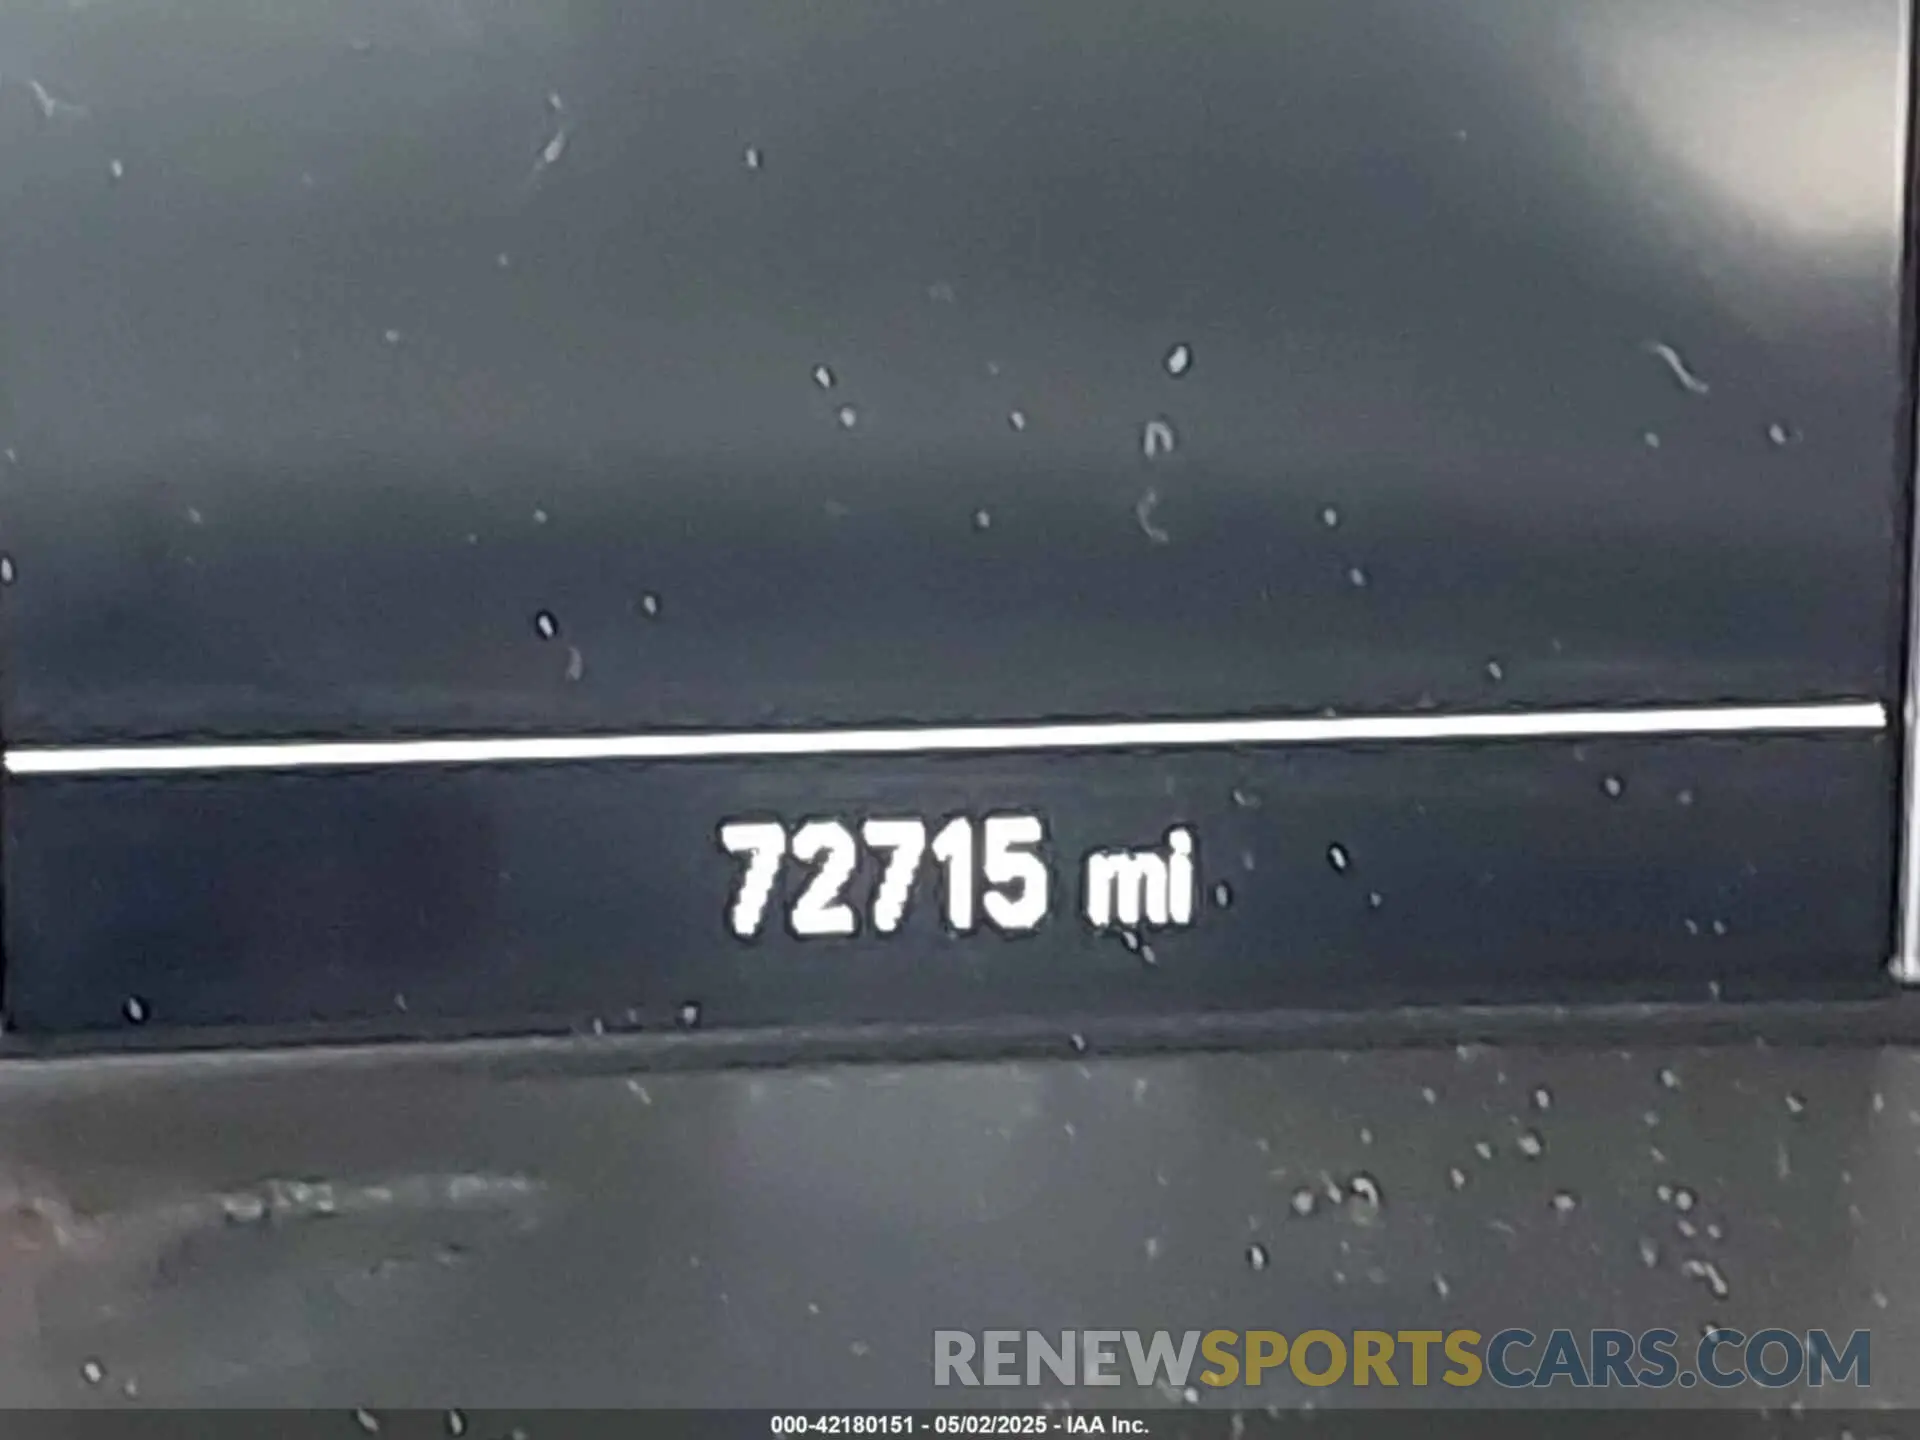 72715 mi
RENEWSPORTSCARS.COM
000-42180151 - 05/02/2025 - IAA Inc.